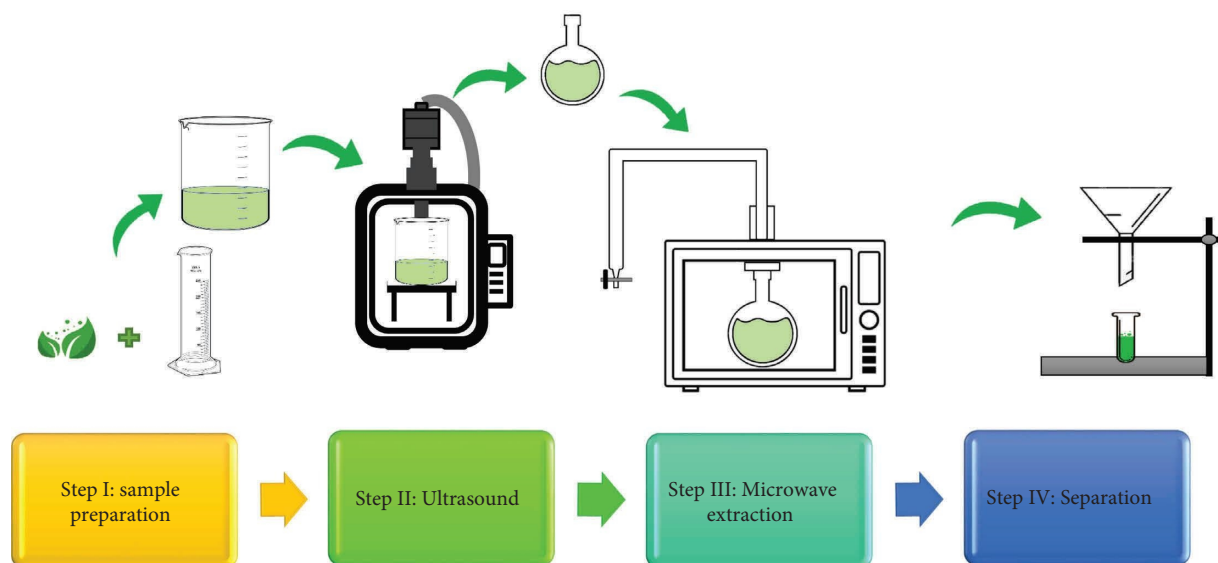 Step I: sample
preparation
Step II: Ultrasound
Step III: Microwave
extraction
Step IV: Separation